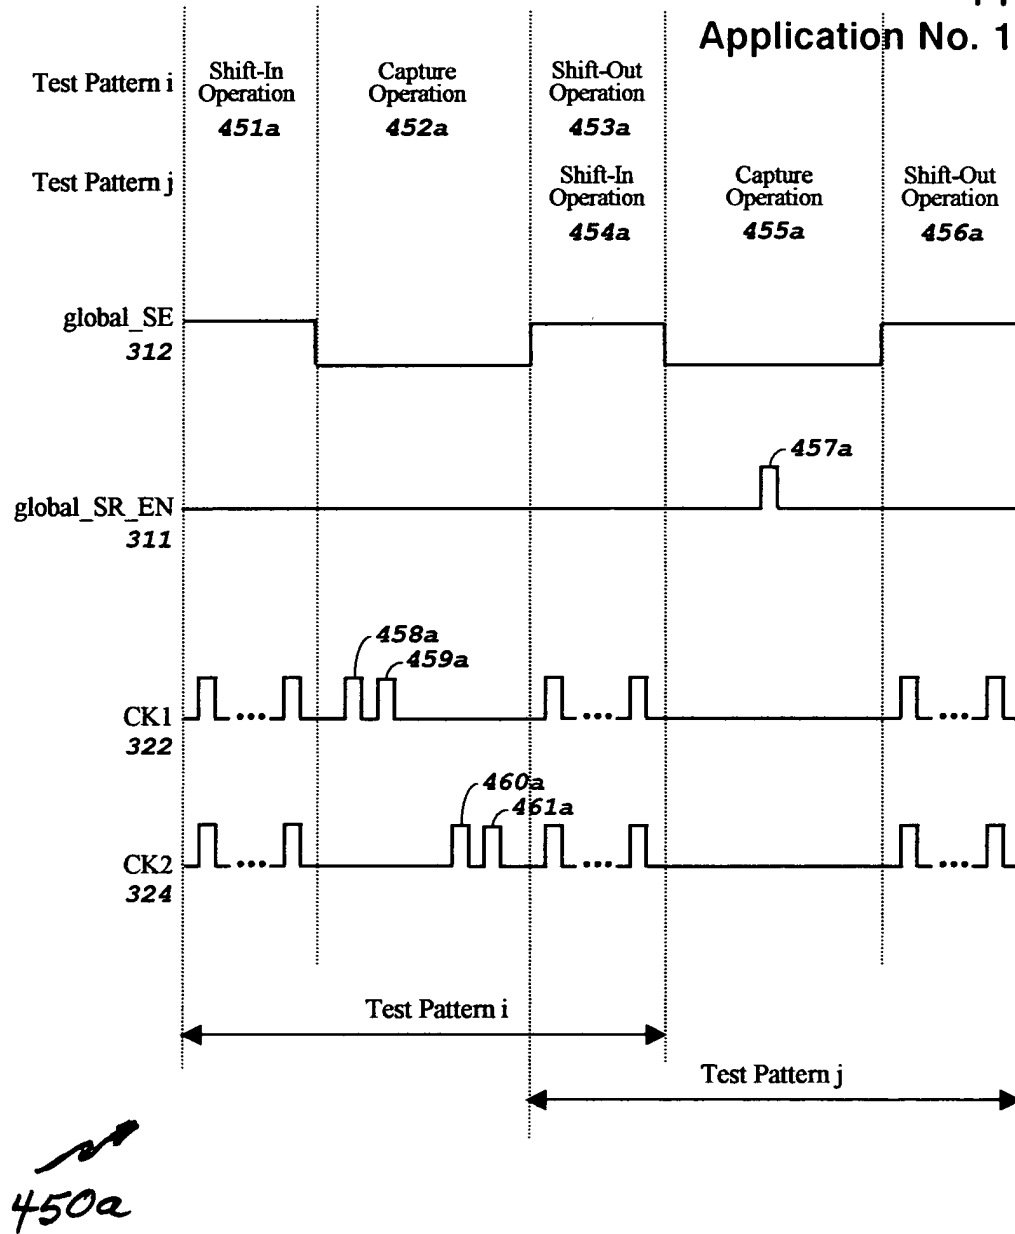 Application No. 1
Test Pattern i
Shift-In
Operation
451a
Capture
Operation
452a
Shift-Out
Operation
453a
Test Pattern j
Shift-In
Operation
454a
Capture
Operation
455a
Shift-Out
Operation
456a
global_SE
312
457a
global_SR_EN
311
458a
459a
CK1
322
460a
461a
CK2
324
Test Pattern i
Test Pattern j
450a